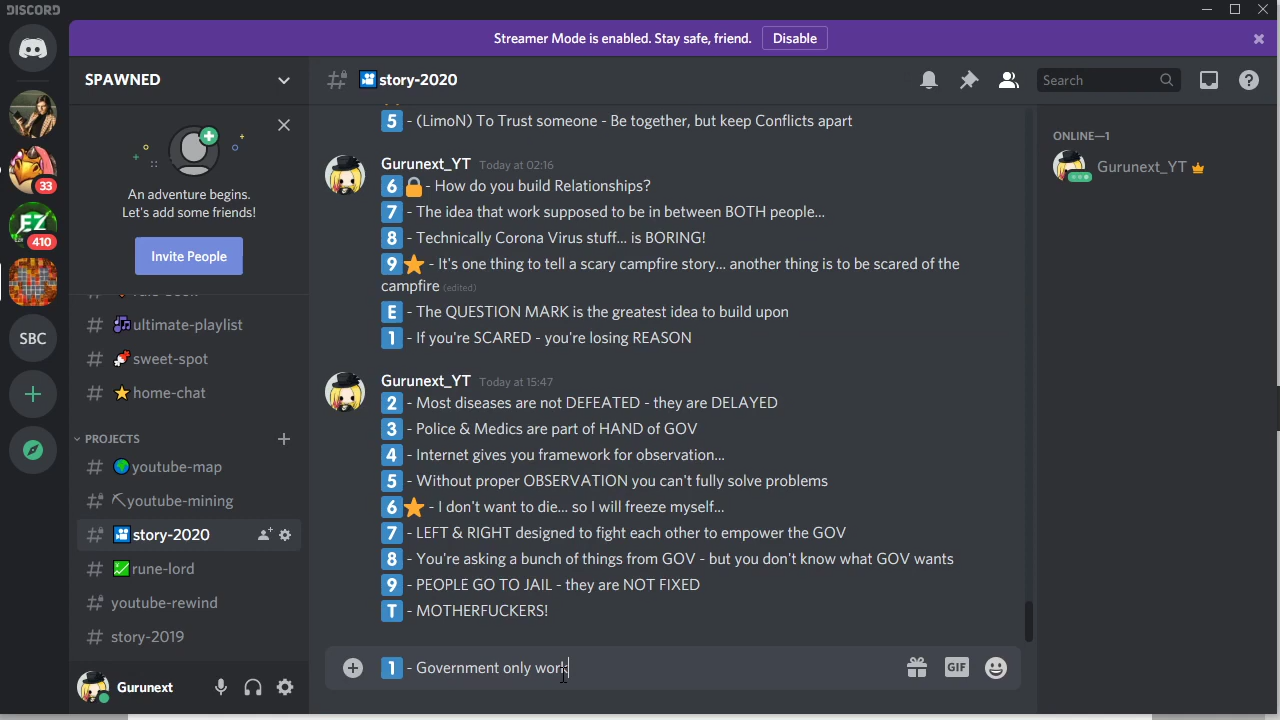 DISCORD
Streamer Mode is enabled. Stay safe, friend. Disable
SPAWNED
story-2020
Search
An adventure begins.
Let's add some friends!
Invite People
33
EZ
410
SBC
ultimate-playlist
sweet-spot
home-chat
PROJECTS
youtube-map
youtube-mining
story-2020
rune-lord
youtube-rewind
story-2019
Gurunext
5 - (LimoN) To Trust someone - Be together, but keep Conflicts apart
Gurunext_YT Today at 02:16
6 - How do you build Relationships?
7 - The idea that work supposed to be in between BOTH people...
8 - Technically Corona Virus stuff... is BORING!
9 - It's one thing to tell a scary campfire story... another thing is to be scared of the
campfire (edited)
E - The QUESTION MARK is the greatest idea to build upon
1 - If you're SCARED - you're losing REASON
Gurunext_YT Today at 15:47
2 - Most diseases are not DEFEATED - they are DELAYED
3 - Police & Medics are part of HAND of GOV
4 - Internet gives you framework for observation...
5 - Without proper OBSERVATION you can't fully solve problems
6 - I don't want to die... so I will freeze myself...
7 - LEFT & RIGHT designed to fight each other to empower the GOV
8 - You're asking a bunch of things from GOV - but you don't know what GOV wants
9 - PEOPLE GO TO JAIL - they are NOT FIXED
T - MOTHERFUCKERS!
1 - Government only work
GIF
ONLINE—1
Gurunext_YT